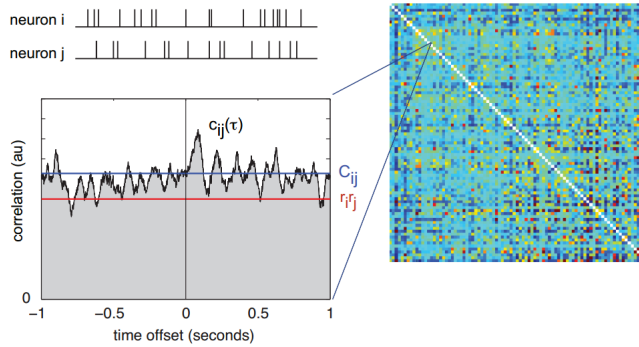 neuron i
neuron j
c_ij(τ)
correlation (au)
C_ij
r_i r_j
0
-1 -0.5 0 0.5 1
time offset (seconds)